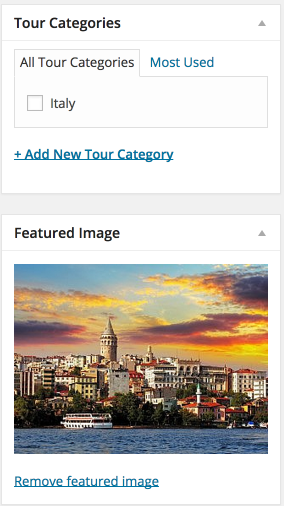 Tour Categories
All Tour Categories Most Used
Italy
+ Add New Tour Category
Featured Image
Remove featured image